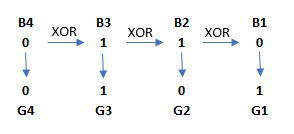 B4 XOR B3 XOR B2 XOR B1
0 1 1 0
0 1 0 1
G4 G3 G2 G1